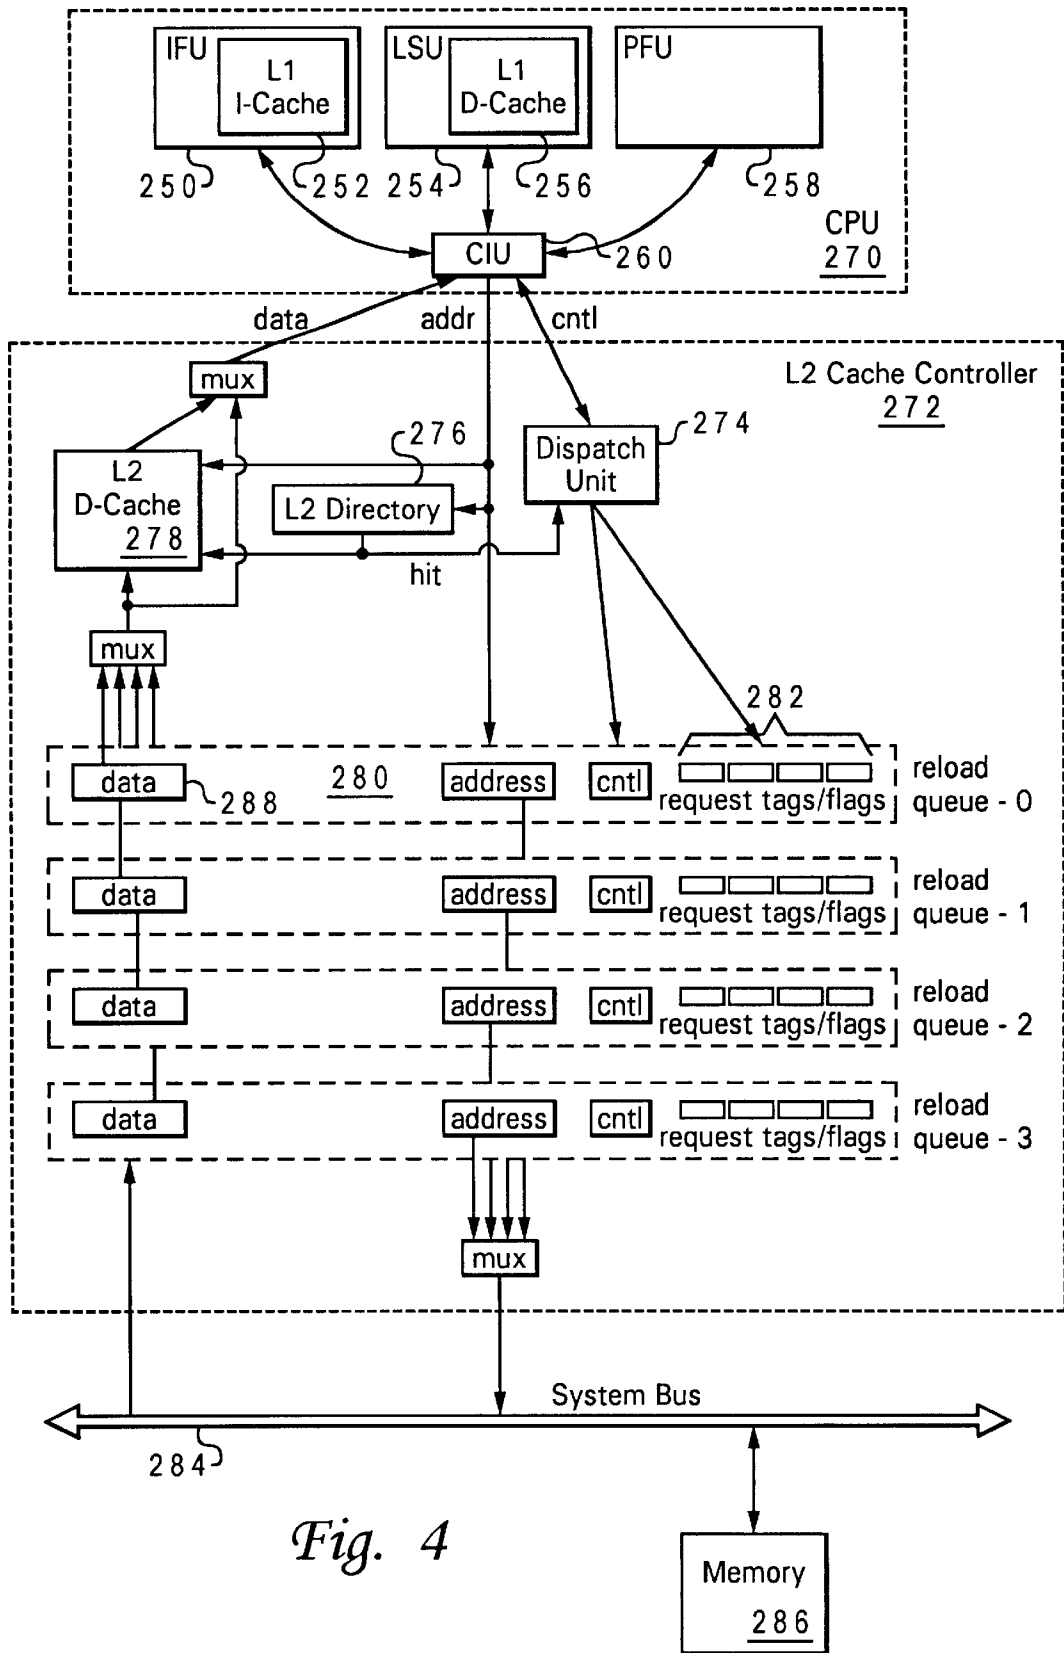 IFU
L1
I-Cache
LSU
L1
D-Cache
PFU
250
252
254
256
258
CIU
260
CPU
270
data
addr
cntl
mux
L2 Cache Controller
272
276
274
L2
D-Cache
278
L2 Directory
Dispatch
Unit
hit
mux
282
data
288
280
address
cntl
request tags/flags
reload
queue - 0
data
address
cntl
request tags/flags
reload
queue - 1
data
address
cntl
request tags/flags
reload
queue - 2
data
address
cntl
request tags/flags
reload
queue - 3
mux
System Bus
284
Fig. 4
Memory
286